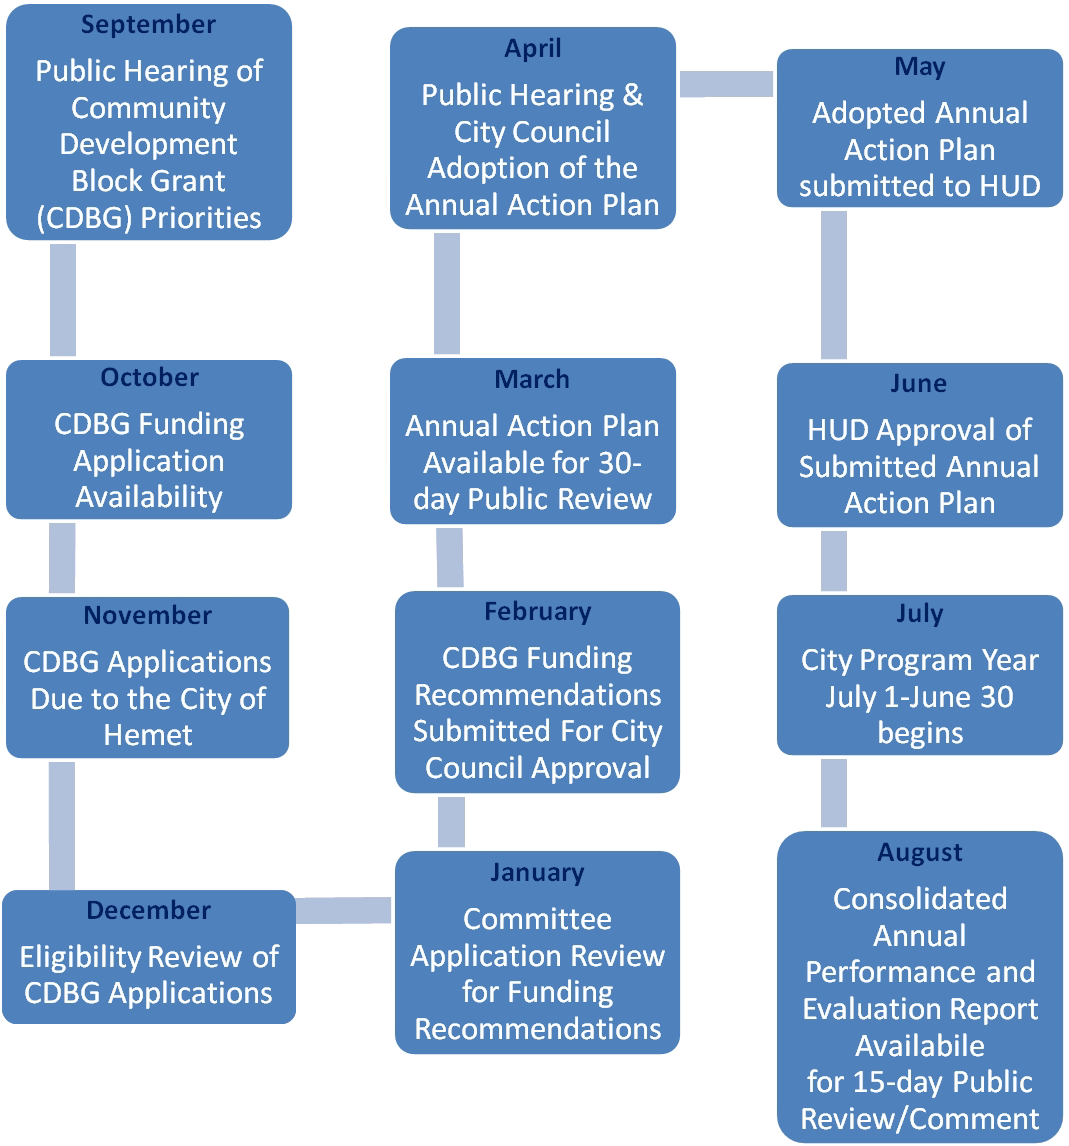 September
Public Hearing of
Community
Development
Block Grant
(CDBG) Priorities
October
CDBG Funding
Application
Availability
November
CDBG Applications
Due to the City of
Hemet
December
Eligibility Review of
CDBG Applications
January
Committee
Application Review
for Funding
Recommendations
February
CDBG Funding
Recommendations
Submitted For City
Council Approval
March
Annual Action Plan
Available for 30-
day Public Review
April
Public Hearing &
City Council
Adoption of the
Annual Action Plan
May
Adopted Annual
Action Plan
submitted to HUD
June
HUD Approval of
Submitted Annual
Action Plan
July
City Program Year
July 1-June 30
begins
August
Consolidated
Annual
Performance and
Evaluation Report
Availabile
for 15-day Public
Review/Comment